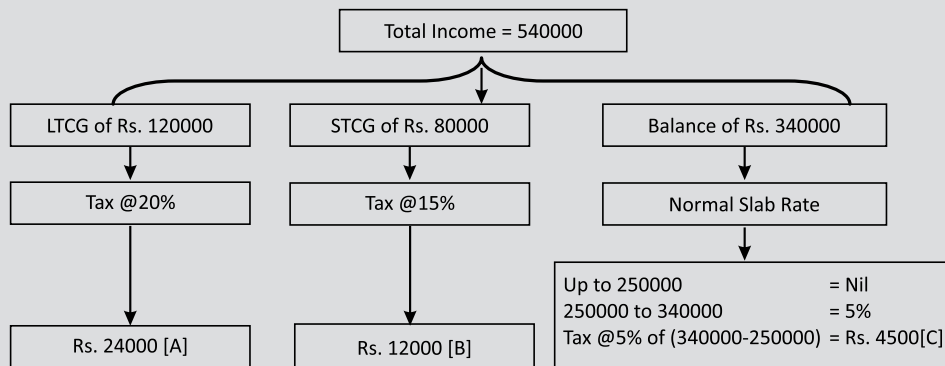 Total Income = 540000
LTCG of Rs. 120000
STCG of Rs. 80000
Balance of Rs. 340000
Tax @20%
Tax @15%
Normal Slab Rate
Up to 250000 = Nil
250000 to 340000 = 5%
Tax @5% of (340000-250000) = Rs. 4500[C]
Rs. 24000 [A]
Rs. 12000 [B]